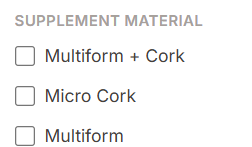 SUPPLEMENT MATERIAL
Multiform + Cork
Micro Cork
Multiform